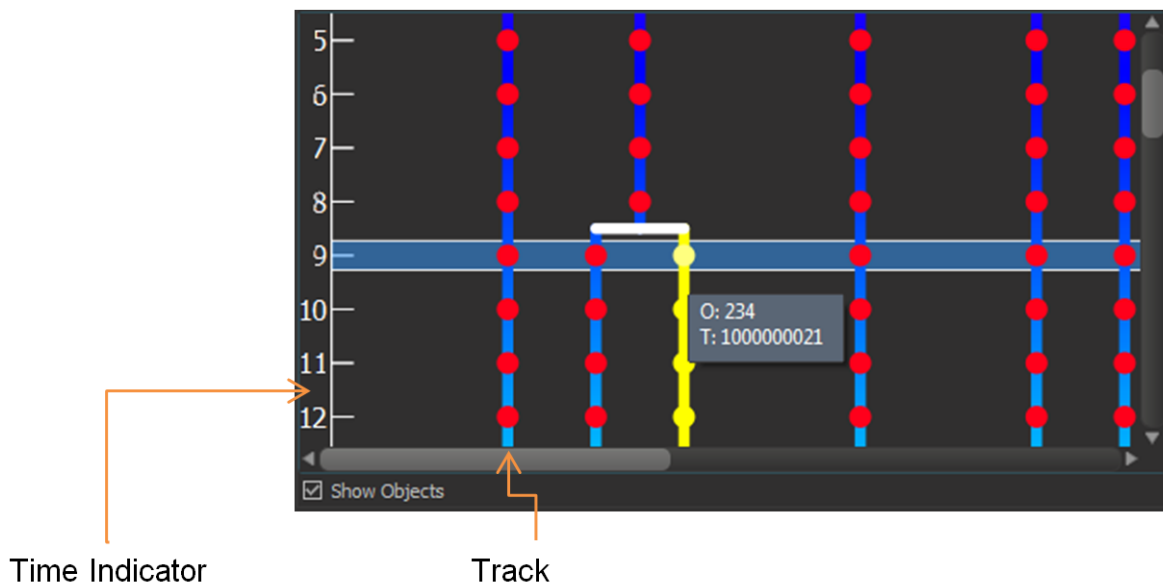 5
6
7
8
9
10
O: 234
T: 1000000021
11
12
Show Objects
Time Indicator
Track